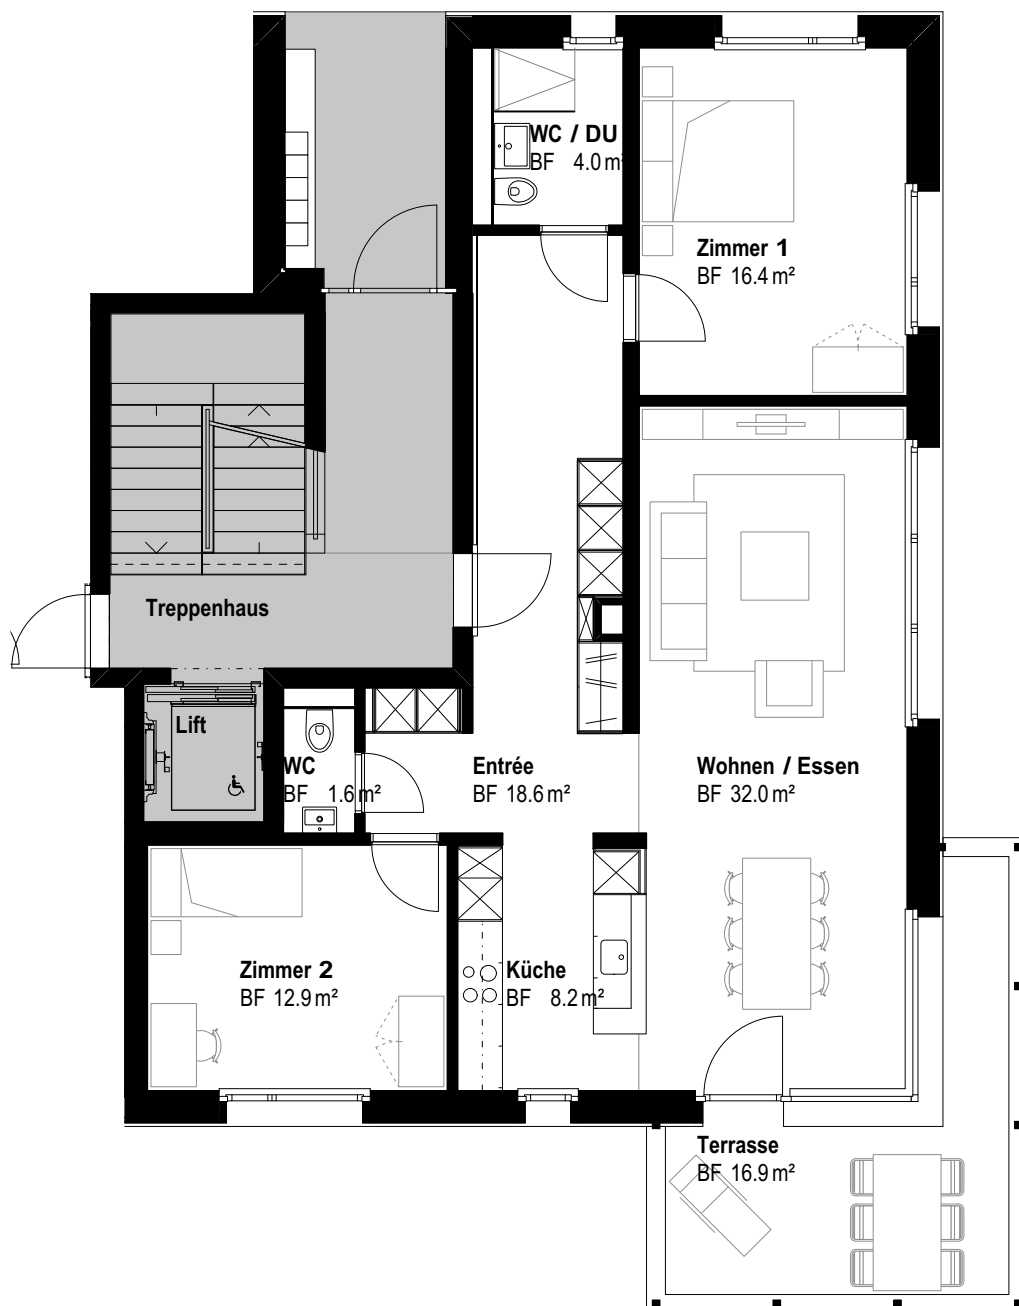 WC / DU
BF 4.0 m²
Zimmer 1
BF 16.4 m²
Treppenhaus
Lift
WC
BF 1.6 m²
Entrée
BF 18.6 m²
Wohnen / Essen
BF 32.0 m²
Zimmer 2
BF 12.9 m²
Küche
BF 8.2 m²
Terrasse
BF 16.9 m²